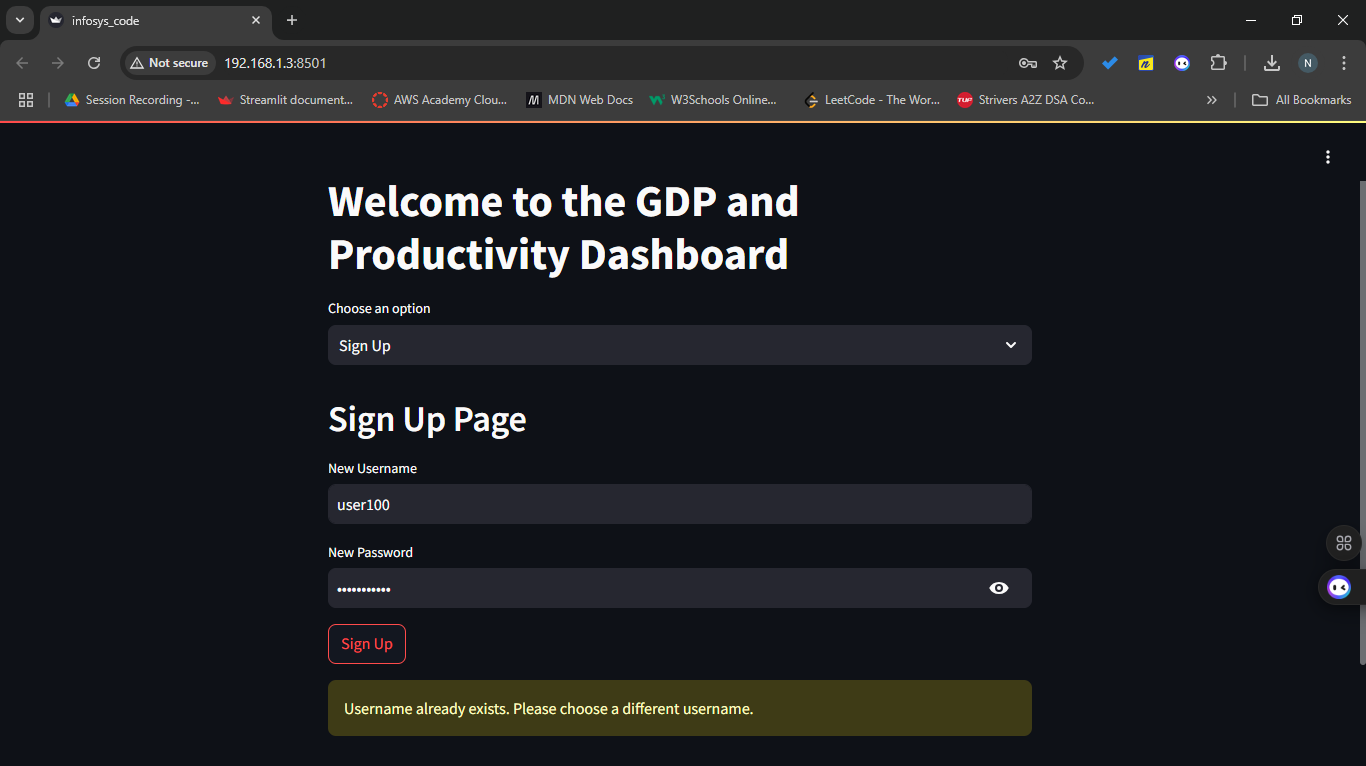 infosys_code
Not secure
192.168.1.3:8501
N
Session Recording -...
Streamlit document...
AWS Academy Clou...
M MDN Web Docs
W3Schools Online...
LeetCode - The Wor...
TUF Strivers A2Z DSA Co...
All Bookmarks
Welcome to the GDP and
Productivity Dashboard
Choose an option
Sign Up
Sign Up Page
New Username
user100
New Password
•••••••••••
Sign Up
Username already exists. Please choose a different username.